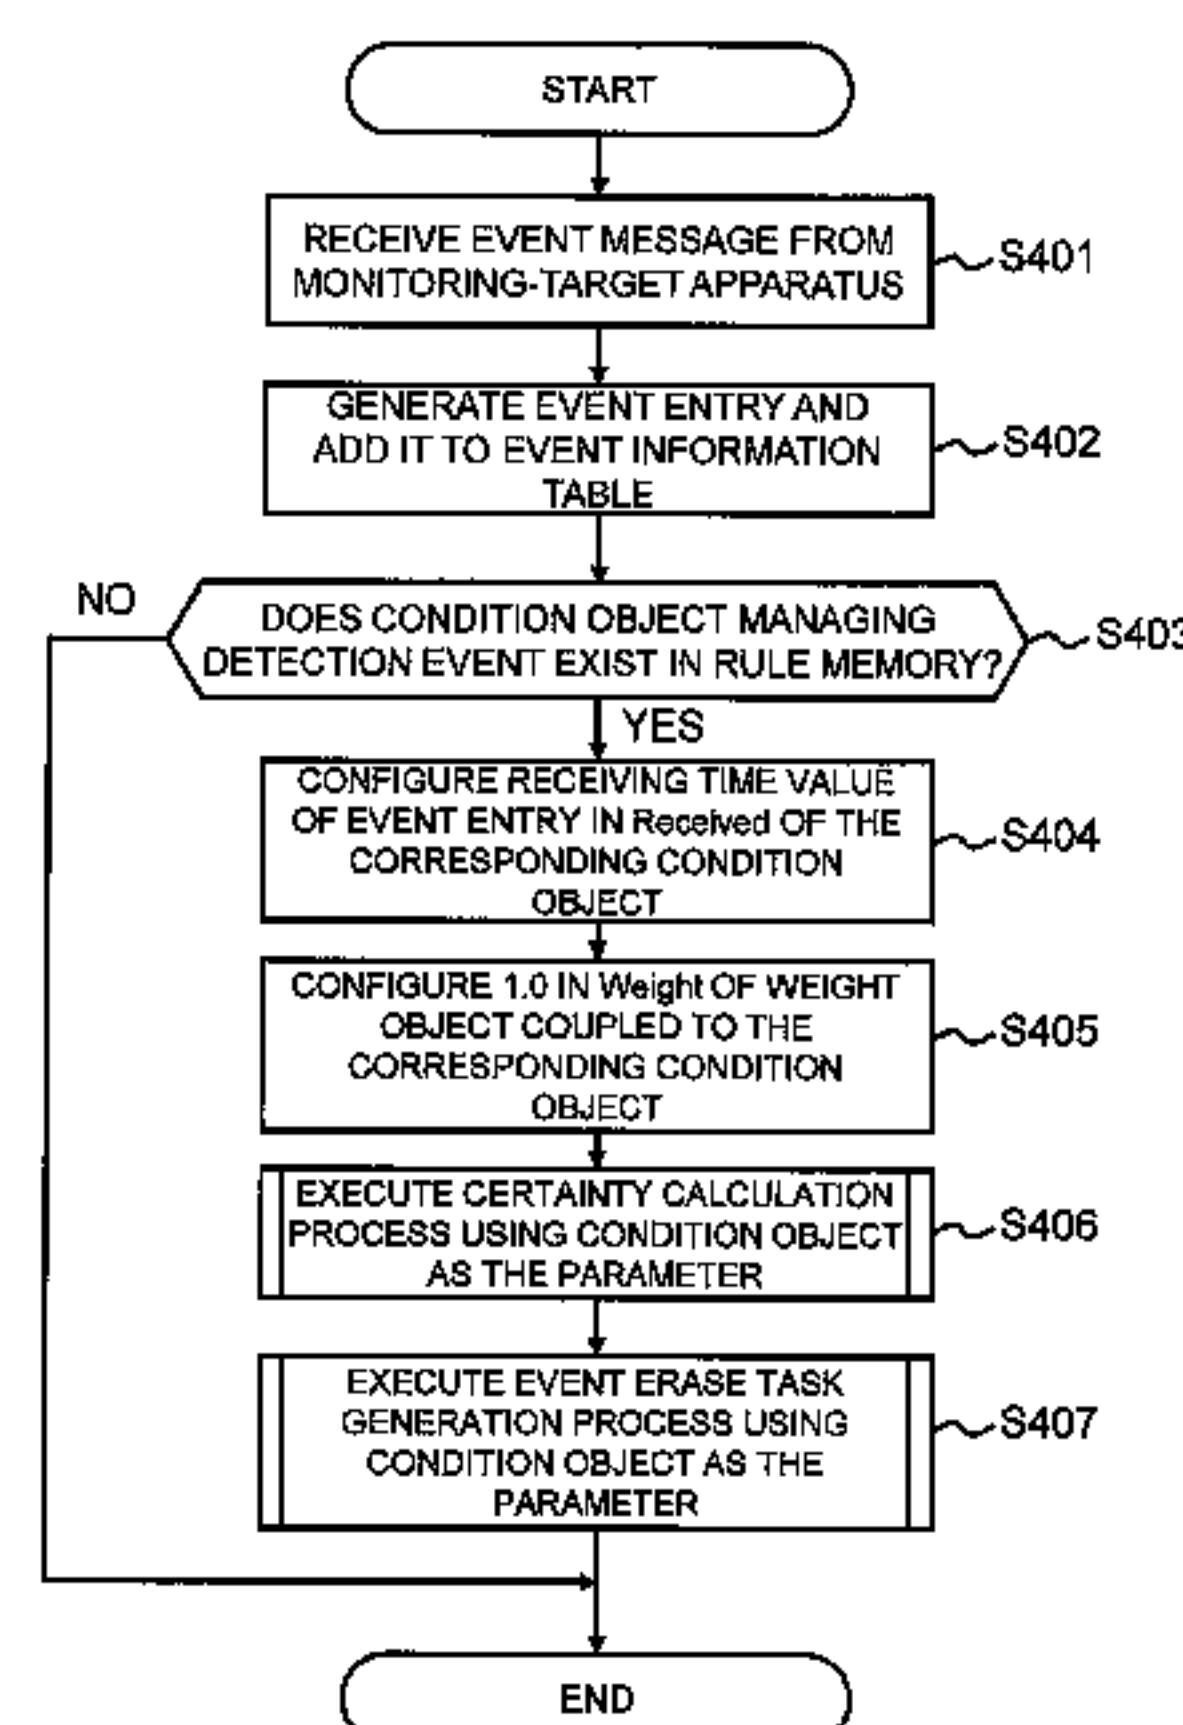 START
RECEIVE EVENT MESSAGE FROM
MONITORING-TARGET APPARATUS
S401
GENERATE EVENT ENTRY AND
ADD IT TO EVENT INFORMATION
TABLE
S402
NO
DOES CONDITION OBJECT MANAGING
DETECTION EVENT EXIST IN RULE MEMORY?
S403
YES
CONFIGURE RECEIVING TIME VALUE
OF EVENT ENTRY IN Received OF THE
CORRESPONDING CONDITION
OBJECT
S404
CONFIGURE 1.0 IN Weight OF WEIGHT
OBJECT COUPLED TO THE
CORRESPONDING CONDITION
OBJECT
S405
EXECUTE CERTAINTY CALCULATION
PROCESS USING CONDITION OBJECT
AS THE PARAMETER
S406
EXECUTE EVENT ERASE TASK
GENERATION PROCESS USING
CONDITION OBJECT AS THE
PARAMETER
S407
END